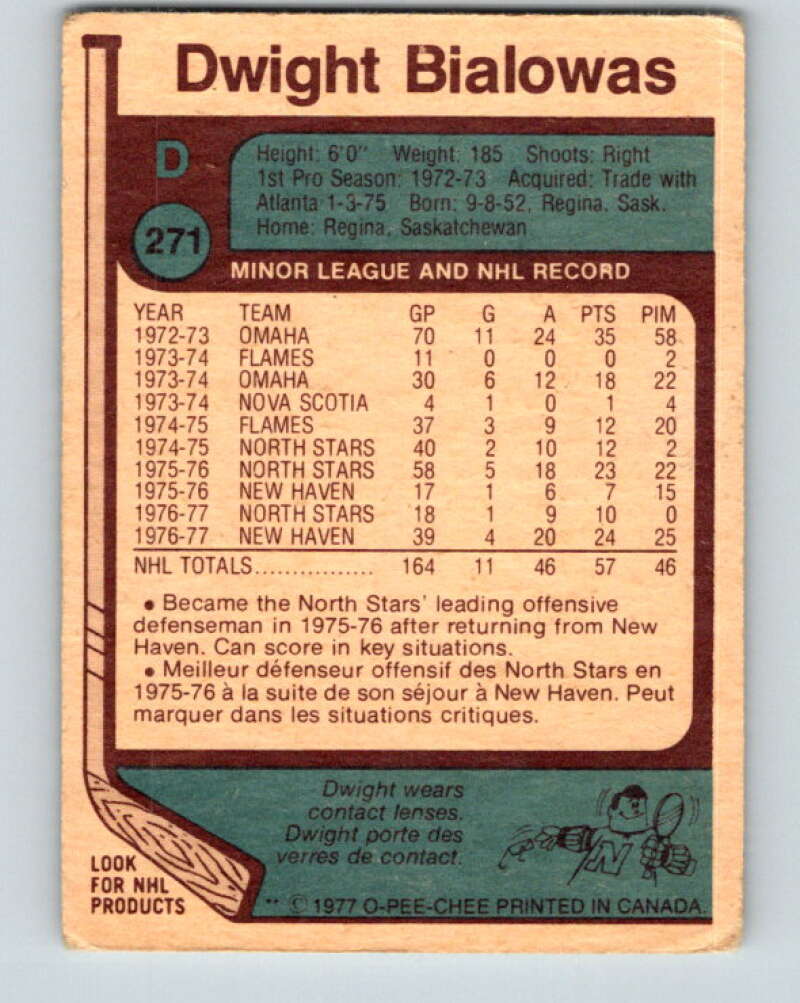 Dwight Bialowas
D
Height: 6'0" Weight: 185 Shoots: Right
1st Pro Season: 1972-73 Acquired: Trade with
Atlanta 1-3-75 Born: 9-8-52, Regina, Sask.
Home: Regina, Saskatchewan
271
MINOR LEAGUE AND NHL RECORD
YEAR TEAM GP G A PTS PIM
1972-73 OMAHA 70 11 24 35 58
1973-74 FLAMES 11 0 0 0 2
1973-74 OMAHA 30 6 12 18 22
1973-74 NOVA SCOTIA 4 1 0 1 4
1974-75 FLAMES 37 3 9 12 20
1974-75 NORTH STARS 40 2 10 12 2
1975-76 NORTH STARS 58 5 18 23 22
1975-76 NEW HAVEN 17 1 6 7 15
1976-77 NORTH STARS 18 1 9 10 0
1976-77 NEW HAVEN 39 4 20 24 25
NHL TOTALS................ 164 11 46 57 46
• Became the North Stars' leading offensive
defenseman in 1975-76 after returning from New
Haven. Can score in key situations.
• Meilleur défenseur offensif des North Stars en
1975-76 à la suite de son séjour à New Haven. Peut
marquer dans les situations critiques.
Dwight wears
contact lenses.
Dwight porte des
verres de contact.
N
LOOK
FOR NHL
PRODUCTS
** © 1977 O-PEE-CHEE PRINTED IN CANADA.